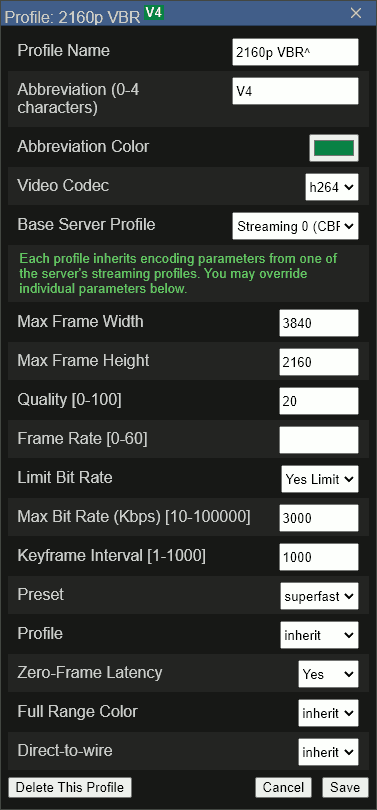 Profile: 2160p VBR V4
Profile Name 2160p VBR^
Abbreviation (0-4
characters) V4
Abbreviation Color
Video Codec h264
Base Server Profile Streaming 0 (CBR
Each profile inherits encoding parameters from one of
the server's streaming profiles. You may override
individual parameters below.
Max Frame Width 3840
Max Frame Height 2160
Quality [0-100] 20
Frame Rate [0-60]
Limit Bit Rate Yes Limit
Max Bit Rate (Kbps) [10-100000] 3000
Keyframe Interval [1-1000] 1000
Preset superfast
Profile inherit
Zero-Frame Latency Yes
Full Range Color inherit
Direct-to-wire inherit
Delete This Profile Cancel Save